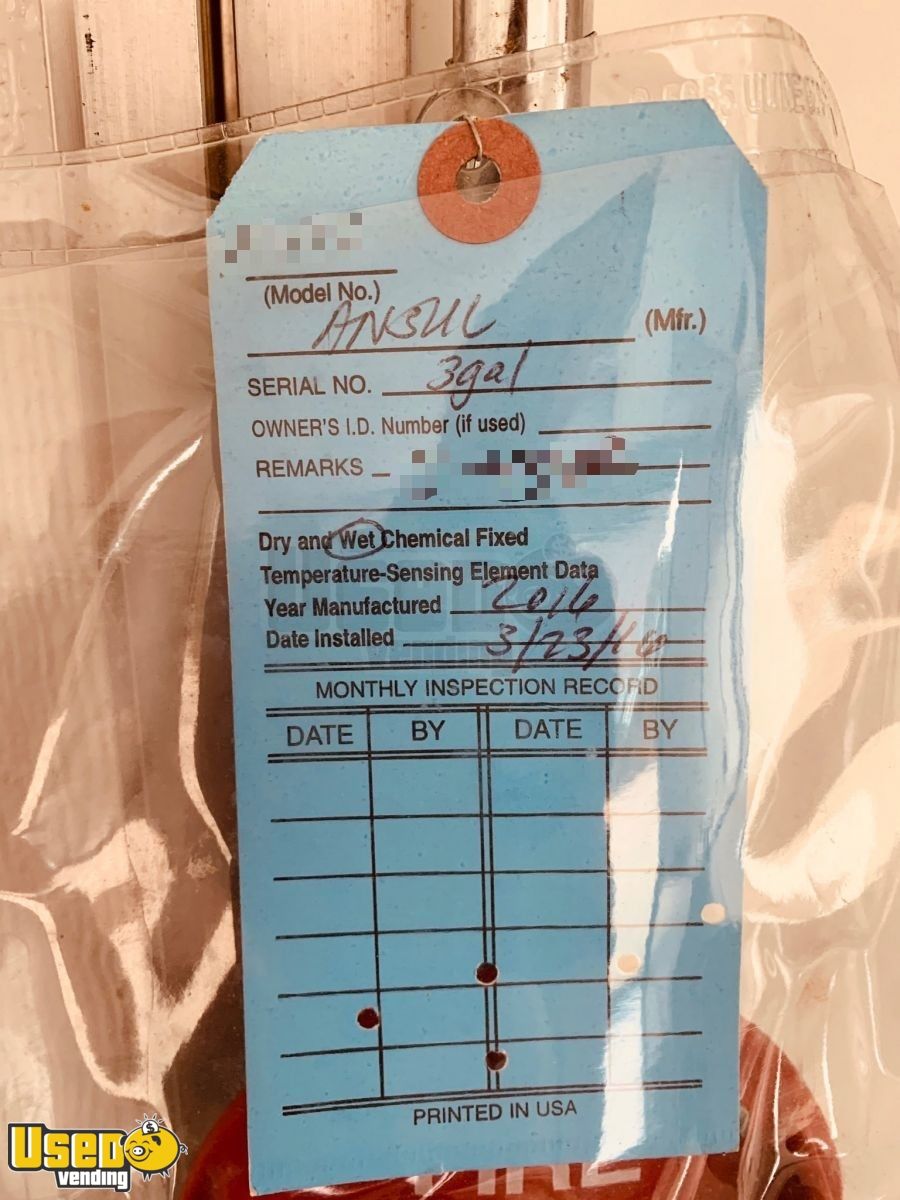 (Model No.)
ANSUL (Mfr.)
SERIAL NO. 3gal
OWNER'S I.D. Number (if used)
REMARKS
Dry and Wet Chemical Fixed
Temperature-Sensing Element Data
Year Manufactured 2016
Date Installed 3/23/16
MONTHLY INSPECTION RECORD
DATE BY DATE BY
PRINTED IN USA
FIRE
USED
vending